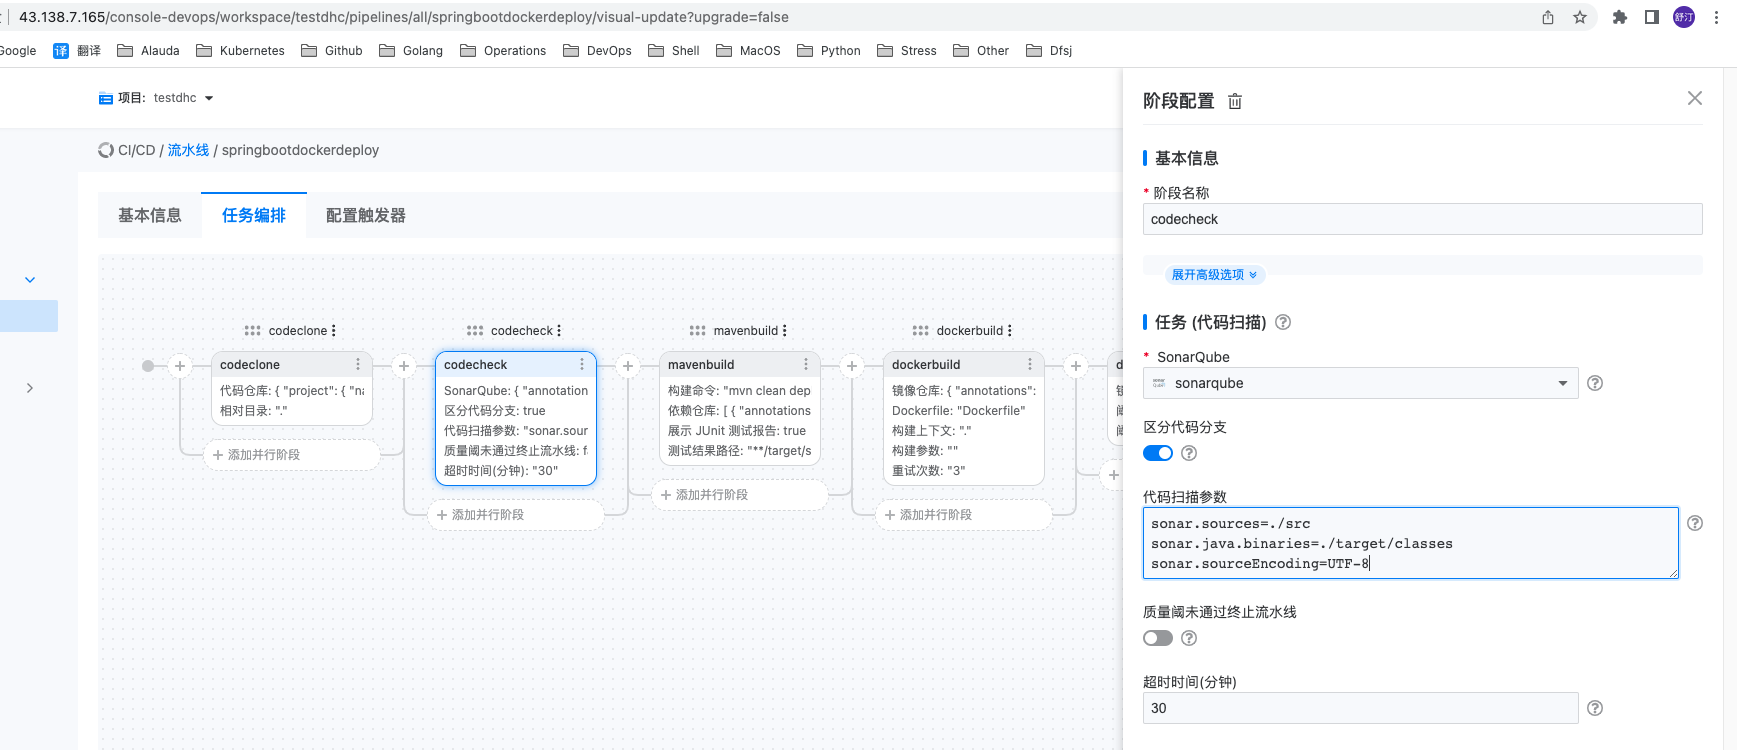 43.138.7.165/console-devops/workspace/testdhc/pipelines/all/springbootdockerdeploy/visual-update?upgrade=false
舒汀
Google
译 翻译
Alauda
Kubernetes
Github
Golang
Operations
DevOps
Shell
MacOS
Python
Stress
Other
Dfsj
项目: testdhc
CI/CD / 流水线 / springbootdockerdeploy
基本信息
任务编排
配置触发器
codeclone
codecheck
mavenbuild
dockerbuild
codeclone
代码仓库: { "project": { "na
相对目录: "."
添加并行阶段
codecheck
SonarQube: { "annotation
区分代码分支: true
代码扫描参数: "sonar.sour
质量阈未通过终止流水线: f
超时时间(分钟): "30"
添加并行阶段
mavenbuild
构建命令: "mvn clean dep
依赖仓库: [ { "annotations
展示 JUnit 测试报告: true
测试结果路径: "**/target/s
添加并行阶段
dockerbuild
镜像仓库: { "annotations":
Dockerfile: "Dockerfile"
构建上下文: "."
构建参数: ""
重试次数: "3"
添加并行阶段
d
阶段配置
基本信息
* 阶段名称
codecheck
展开高级选项
任务 (代码扫描)
* SonarQube
sonarqube
区分代码分支
代码扫描参数
sonar.sources=./src
sonar.java.binaries=./target/classes
sonar.sourceEncoding=UTF-8
质量阈未通过终止流水线
超时时间(分钟)
30